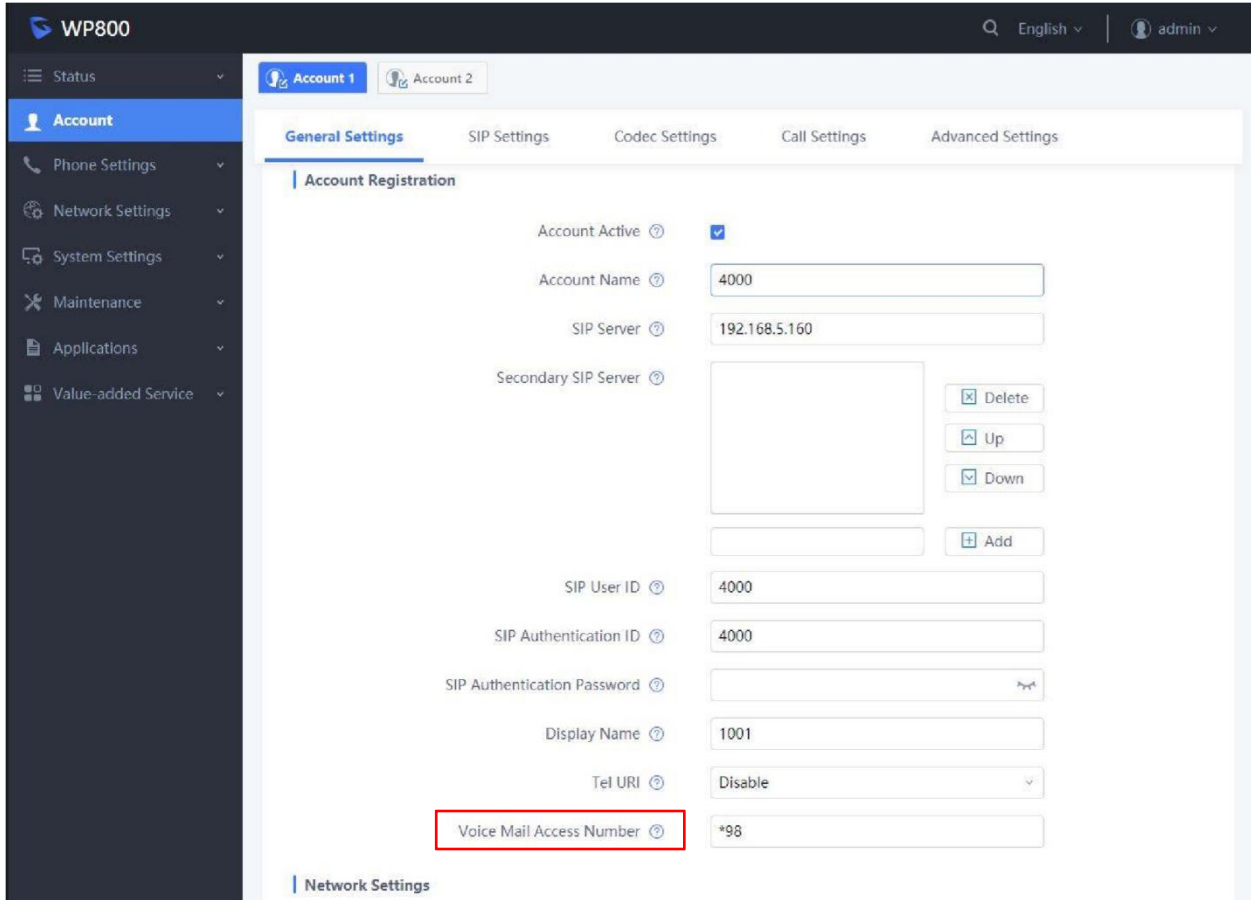 WP800
English
admin
Status
Account
Phone Settings
Network Settings
System Settings
Maintenance
Applications
Value-added Service
Account 1
Account 2
General Settings
SIP Settings
Codec Settings
Call Settings
Advanced Settings
Account Registration
Account Active
Account Name
4000
SIP Server
192.168.5.160
Secondary SIP Server
Delete
Up
Down
Add
SIP User ID
4000
SIP Authentication ID
4000
SIP Authentication Password
Display Name
1001
Tel URI
Disable
Voice Mail Access Number
*98
Network Settings